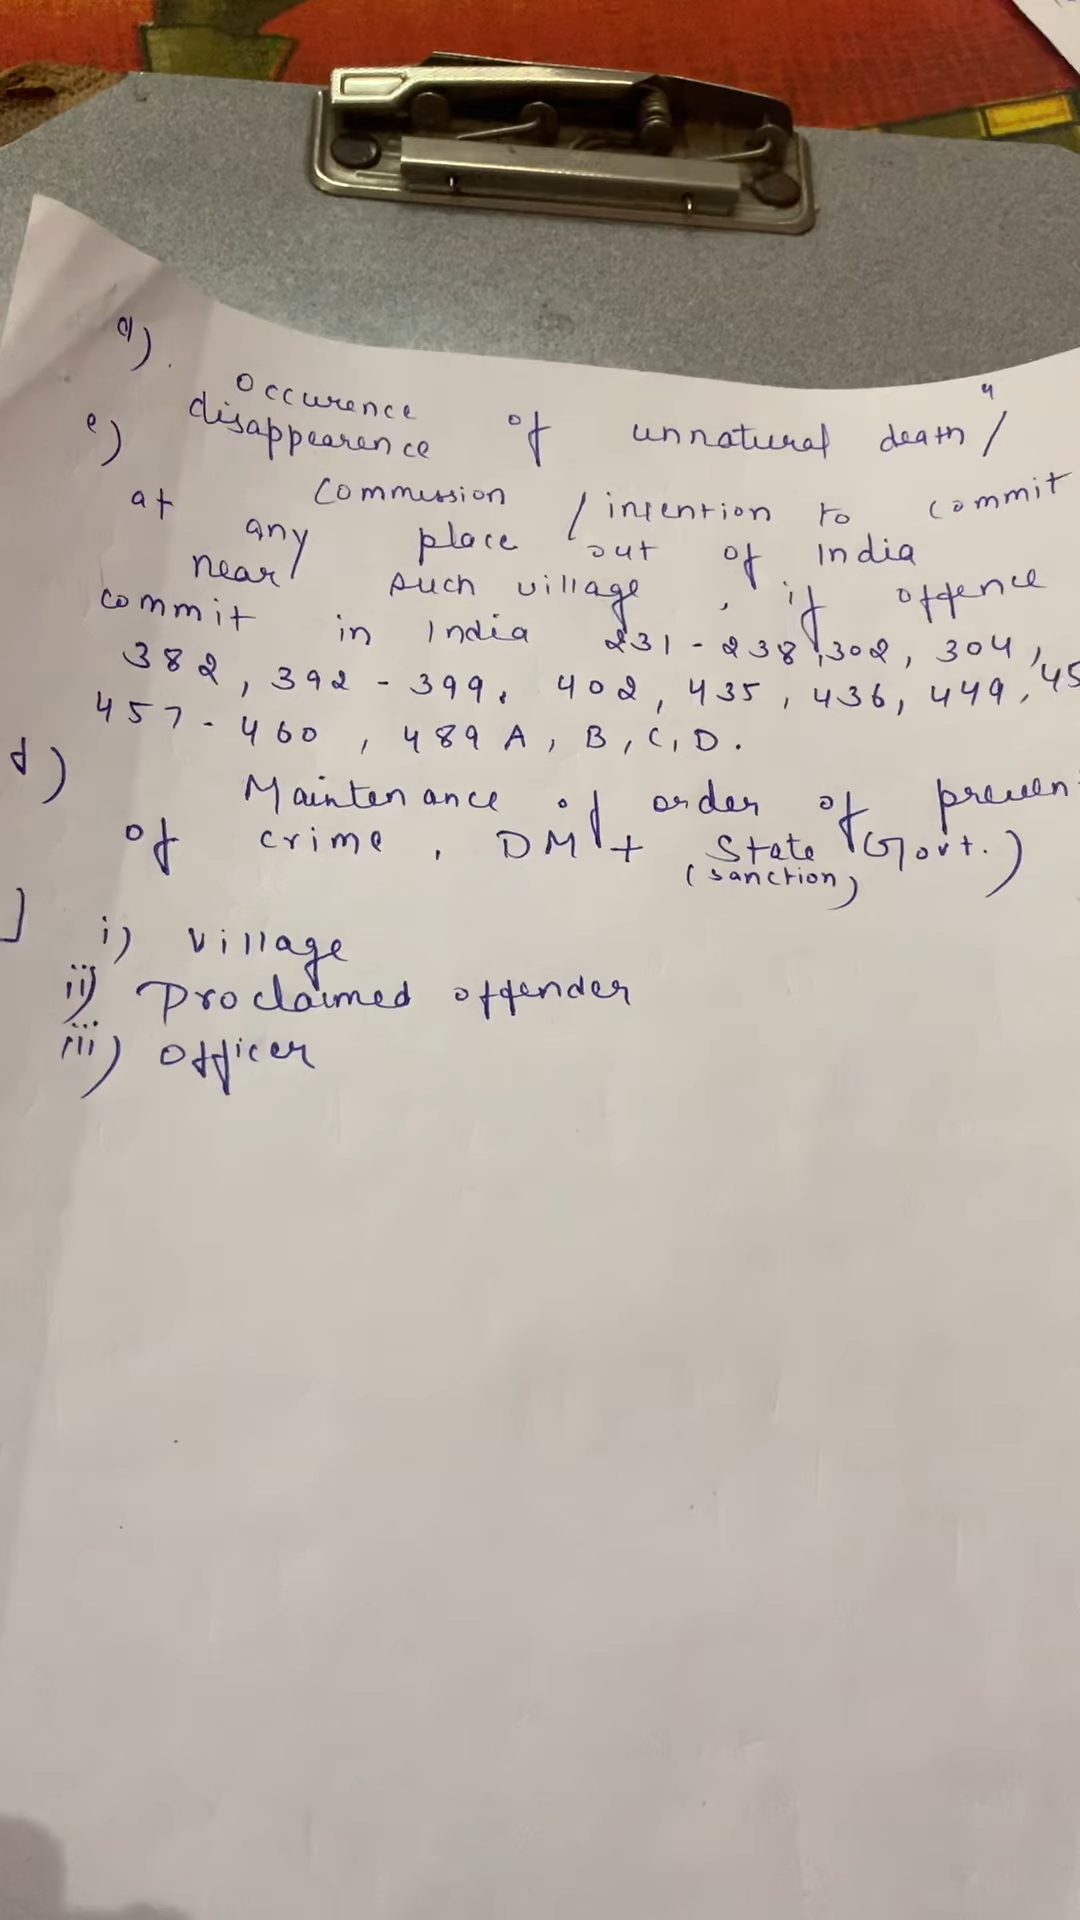 d).
occurence of unnatural death /
e) disappearence
at commission / intention to commit
any place out of India
near such village, if offence
commit in India 231-238, 302, 304,
382, 392-399, 402, 435, 436, 449, 45
457-460, 489 A, B, C, D.
d) Maintenance of order of preven
of crime, DM + State Govt.)
(sanction)
] i) village
ii) Proclaimed offender
iii) officer